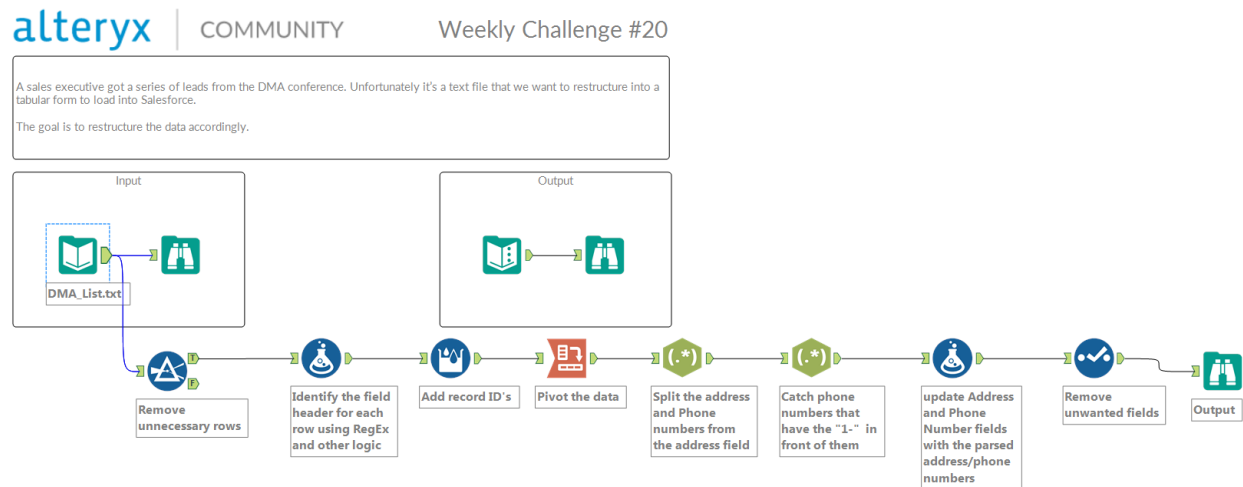 alteryx COMMUNITY Weekly Challenge #20
A sales executive got a series of leads from the DMA conference. Unfortunately it's a text file that we want to restructure into a
tabular form to load into Salesforce.
The goal is to restructure the data accordingly.
Input
Output
DMA_List.txt
T
F
(.*)
(.*)
Remove
unnecessary rows
Identify the field
header for each
row using RegEx
and other logic
Add record ID's
Pivot the data
Split the address
and Phone
numbers from
the address field
Catch phone
numbers that
have the "1-" in
front of them
update Address
and Phone
Number fields
with the parsed
address/phone
numbers
Remove
unwanted fields
Output